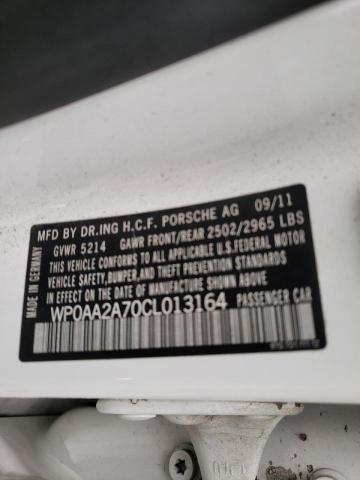 MFD BY DR.ING H.C.F. PORSCHE AG 09/11
GVWR 5214 GAWR FRONT/REAR 2502/2965 LBS
THIS VEHICLE CONFORMS TO ALL APPLICABLE U.S.FEDERAL MOTOR
VEHICLE SAFETY,BUMPER,AND THEFT PREVENTION STANDARDS IN
EFFECT ON THE DATE OF MANUFACTURE SHOWN ABOVE
WP0AA2A70CL013164 PASSENGER CAR
MADE IN GERMANY